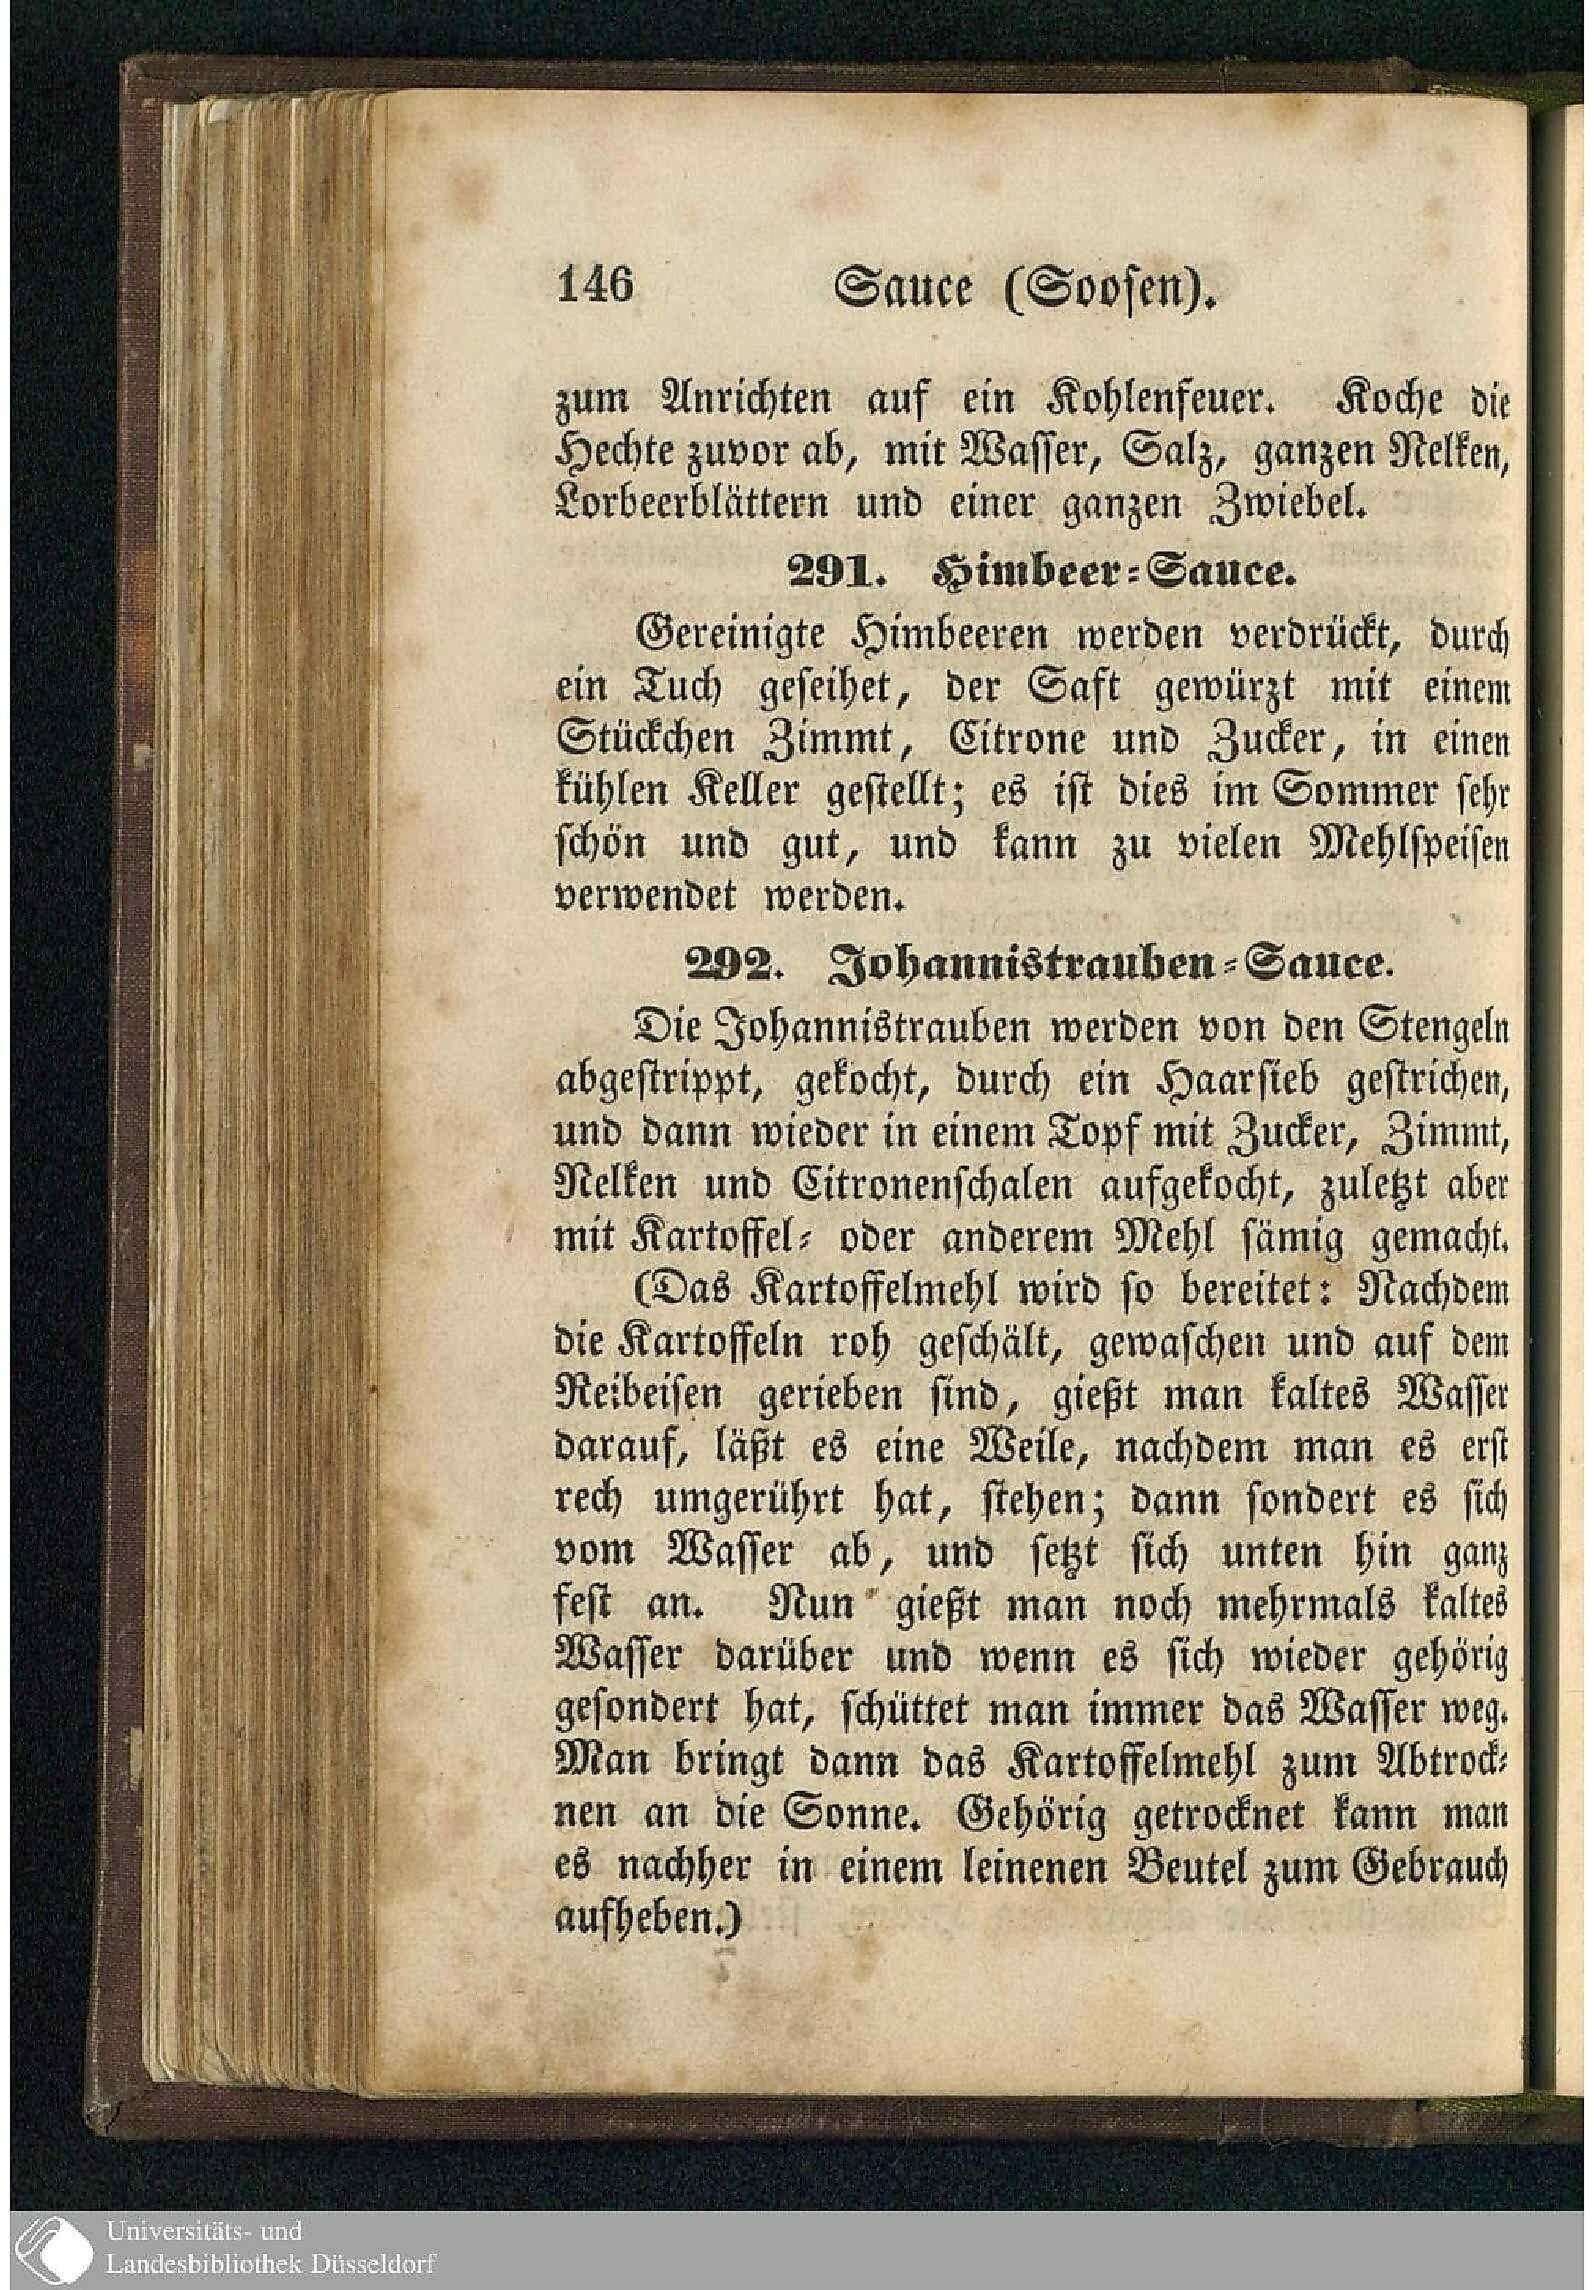 146 Sauce (Soosen).
zum Anrichten auf ein Kohlenfeuer. Koche die
Hechte zuvor ab, mit Wasser, Salz, ganzen Nelken,
Lorbeerblättern und einer ganzen Zwiebel.
291. Himbeer-Sauce.
Gereinigte Himbeeren werden verdrückt, durch
ein Tuch geseihet, der Saft gewürzt mit einem
Stückchen Zimmt, Citrone und Zucker, in einen
kühlen Keller gestellt; es ist dies im Sommer sehr
schön und gut, und kann zu vielen Mehlspeisen
verwendet werden.
292. Johannistrauben-Sauce.
Die Johannistrauben werden von den Stengeln
abgestrippt, gekocht, durch ein Haarsieb gestrichen,
und dann wieder in einem Topf mit Zucker, Zimmt,
Nelken und Citronenschalen aufgekocht, zuletzt aber
mit Kartoffel- oder anderem Mehl sämig gemacht.
(Das Kartoffelmehl wird so bereitet: Nachdem
die Kartoffeln roh geschält, gewaschen und auf dem
Reibeisen gerieben sind, gießt man kaltes Wasser
darauf, läßt es eine Weile, nachdem man es erst
rech umgerührt hat, stehen; dann sondert es sich
vom Wasser ab, und setzt sich unten hin ganz
fest an. Nun gießt man noch mehrmals kaltes
Wasser darüber und wenn es sich wieder gehörig
gesondert hat, schüttet man immer das Wasser weg.
Man bringt dann das Kartoffelmehl zum Abtrock-
nen an die Sonne. Gehörig getrocknet kann man
es nachher in einem leinenen Beutel zum Gebrauch
aufheben.)
Universitäts- und
Landesbibliothek Düsseldorf